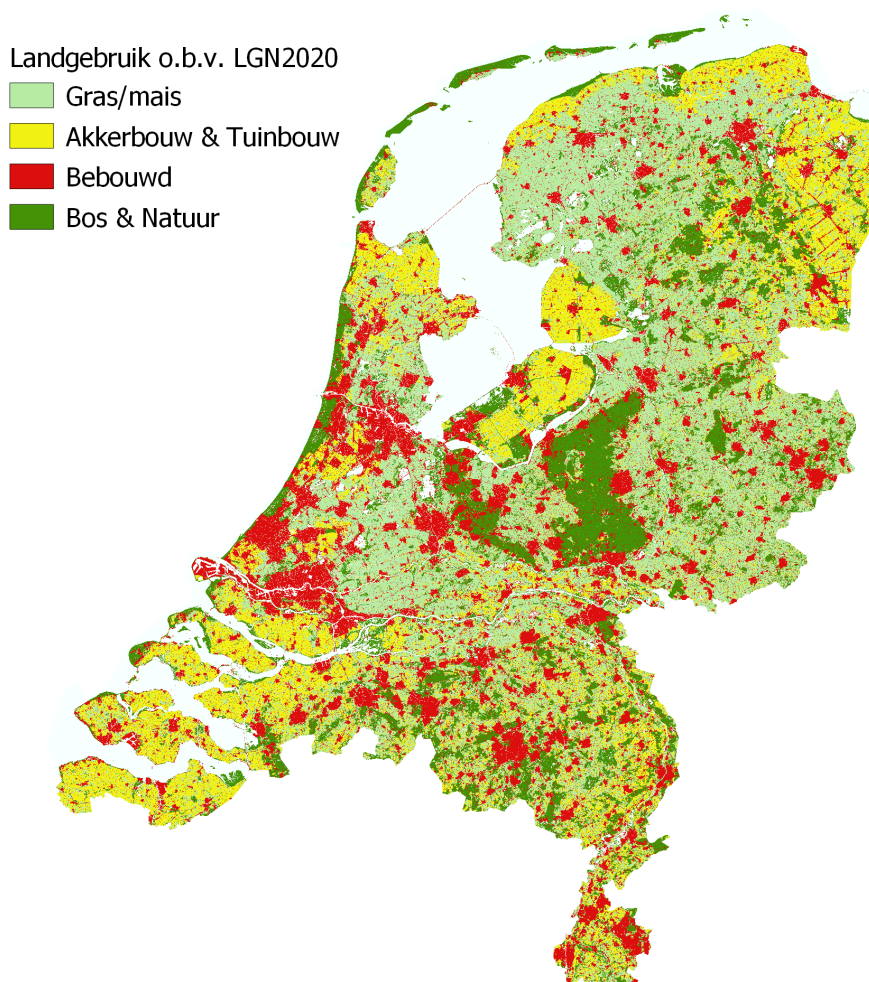 Landgebruik o.b.v. LGN2020
Gras/mais
Akkerbouw & Tuinbouw
Bebouwd
Bos & Natuur